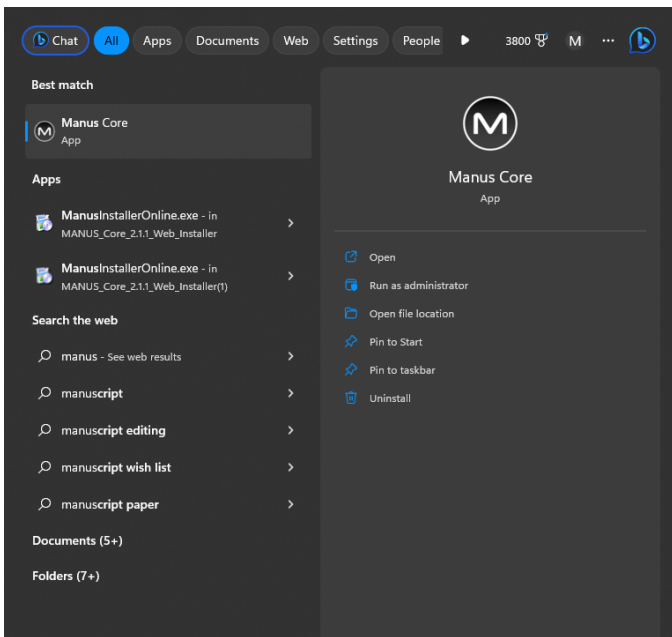 Chat All Apps Documents Web Settings People 3800 M ...
Best match
Manus Core
App
Apps
ManusInstallerOnline.exe - in
MANUS_Core_2.1.1_Web_Installer
ManusInstallerOnline.exe - in
MANUS_Core_2.1.1_Web_Installer(1)
Search the web
manus - See web results
manuscript
manuscript editing
manuscript wish list
manuscript paper
Documents (5+)
Folders (7+)
M
Manus Core
App
Open
Run as administrator
Open file location
Pin to Start
Pin to taskbar
Uninstall